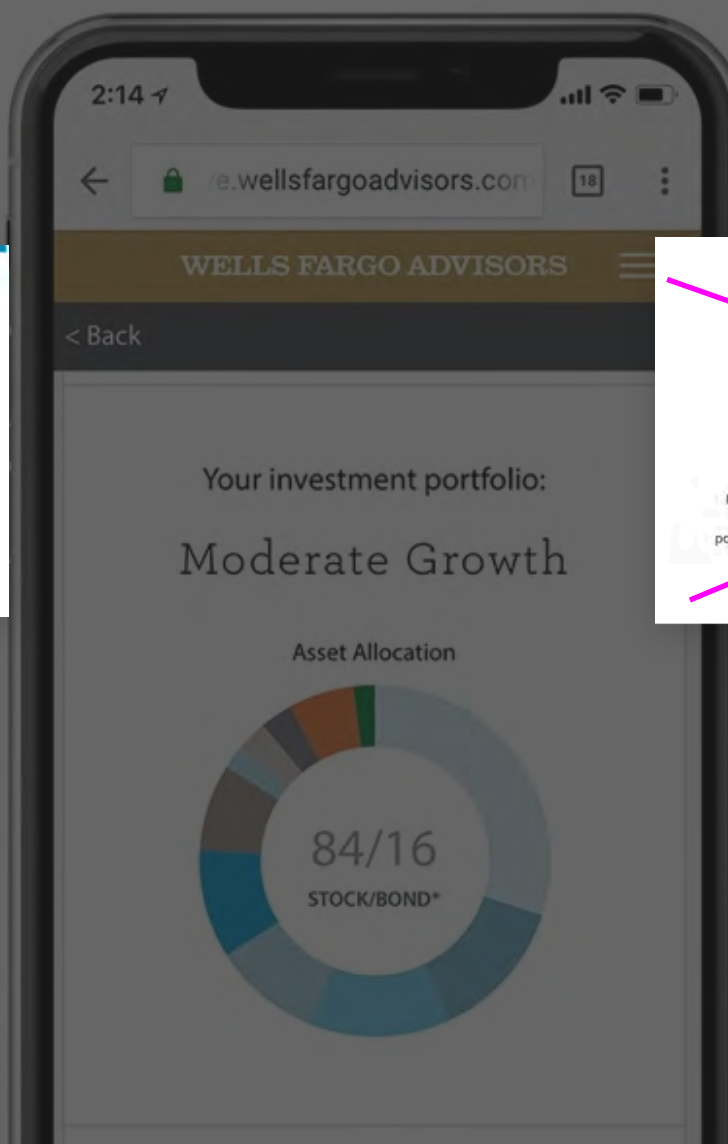 2:14
e.wellsfargoadvisors.com
18
WELLS FARGO ADVISORS
< Back
Your investment portfolio:
Moderate Growth
Asset Allocation
84/16
STOCK/BOND*